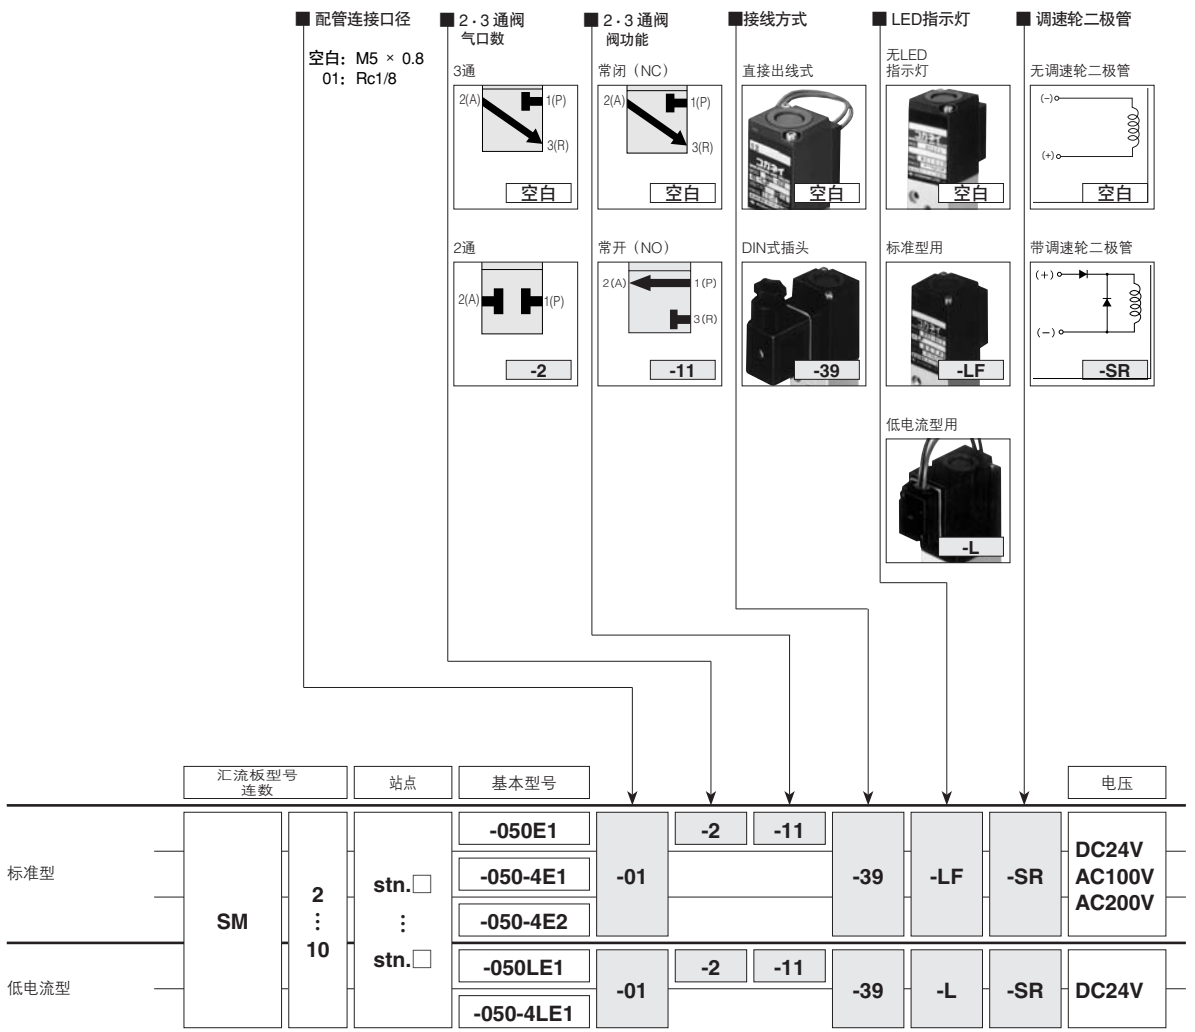 ■ 配管连接口径
空白: M5 × 0.8
01: Rc1/8
■ 2・3 通阀
气口数
3通
2(A)
1(P)
3(R)
空白
2通
2(A)
1(P)
-2
■ 2・3 通阀
阀功能
常闭（NC）
2(A)
1(P)
3(R)
空白
常开（NO）
2(A)
1(P)
3(R)
-11
■接线方式
直接出线式
空白
DIN式插头
-39
■ LED指示灯
无LED
指示灯
コガネイ
空白
标准型用
-LF
低电流型用
-L
■ 调速轮二极管
无调速轮二极管
(−)
(+)
空白
带调速轮二极管
(+)
(−)
-SR
汇流板型号
连数
站点
基本型号
电压
标准型
SM
2
⋮
10
stn.□
⋮
stn.□
-050E1
-050-4E1
-050-4E2
-01
-2
-11
-39
-LF
-SR
DC24V
AC100V
AC200V
低电流型
-050LE1
-050-4LE1
-01
-2
-11
-39
-L
-SR
DC24V